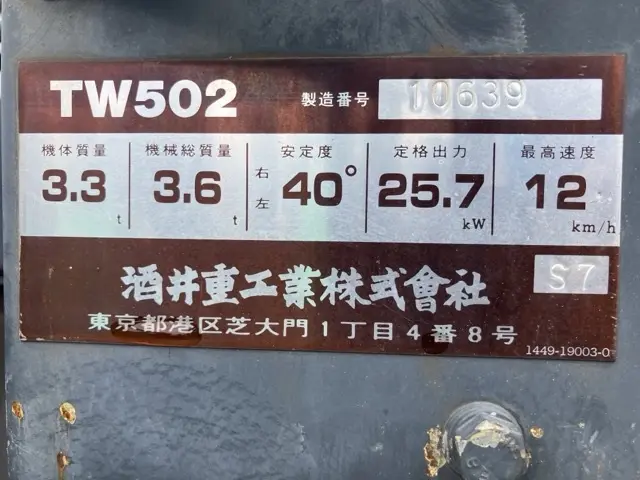 TW502 製造番号 10639
機体質量 機械総質量 安定度 定格出力 最高速度
3.3 t 3.6 t 右左 40° 25.7 kW 12 km/h
酒井重工業株式會社 S7
東京都港区芝大門1丁目4番8号
1449-19003-0